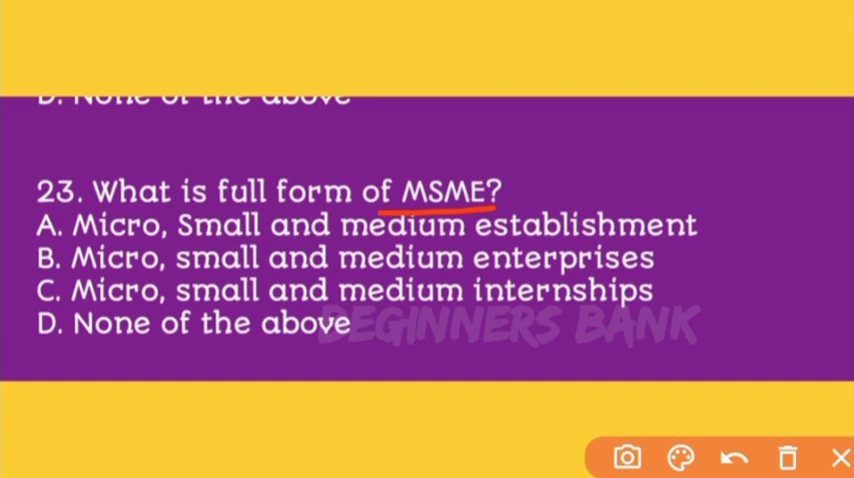 D. None of the above
23. What is full form of MSME?
A. Micro, Small and medium establishment
B. Micro, small and medium enterprises
C. Micro, small and medium internships
D. None of the above
BEGINNERS BANK